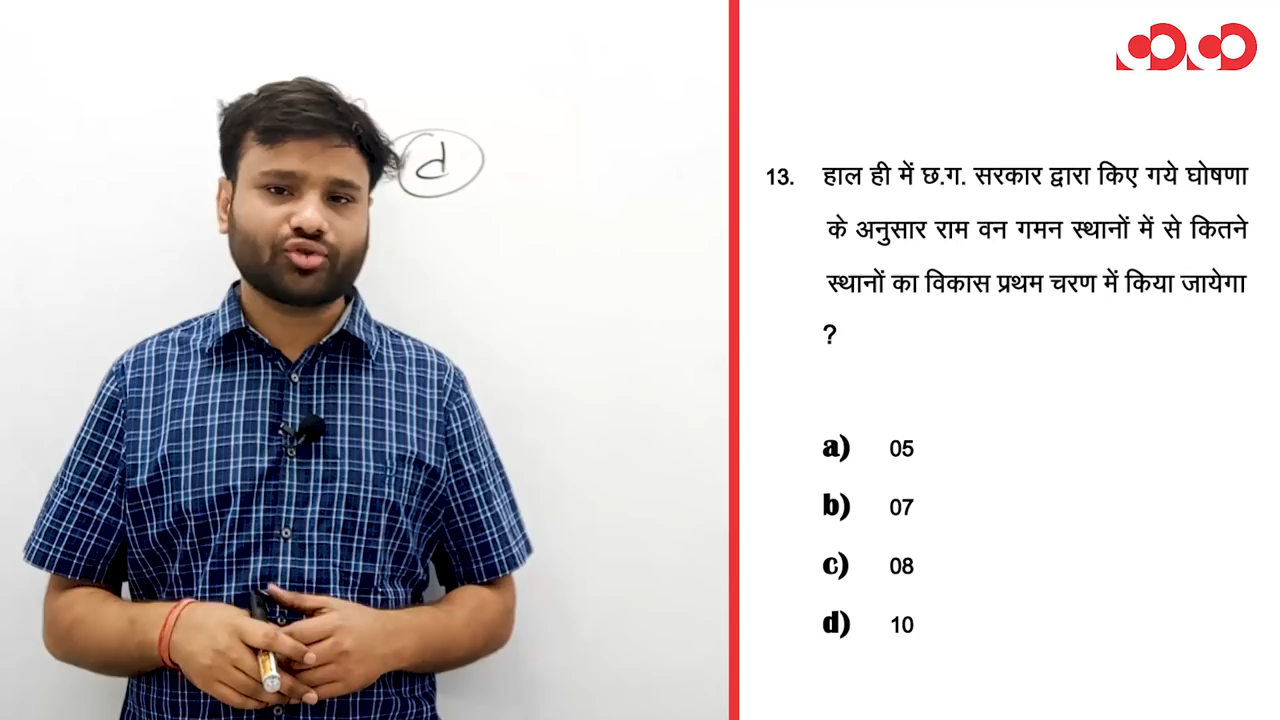 d
13. हाल ही में छ.ग. सरकार द्वारा किए गये घोषणा
के अनुसार राम वन गमन स्थानों में से कितने
स्थानों का विकास प्रथम चरण में किया जायेगा
?
a) 05
b) 07
c) 08
d) 10